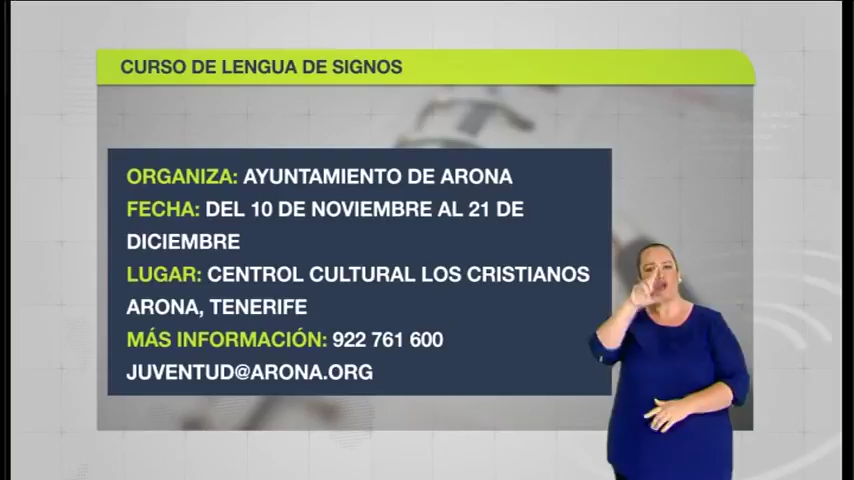 CURSO DE LENGUA DE SIGNOS
ORGANIZA: AYUNTAMIENTO DE ARONA
FECHA: DEL 10 DE NOVIEMBRE AL 21 DE
DICIEMBRE
LUGAR: CENTROL CULTURAL LOS CRISTIANOS
ARONA, TENERIFE
MÁS INFORMACIÓN: 922 761 600
JUVENTUD@ARONA.ORG